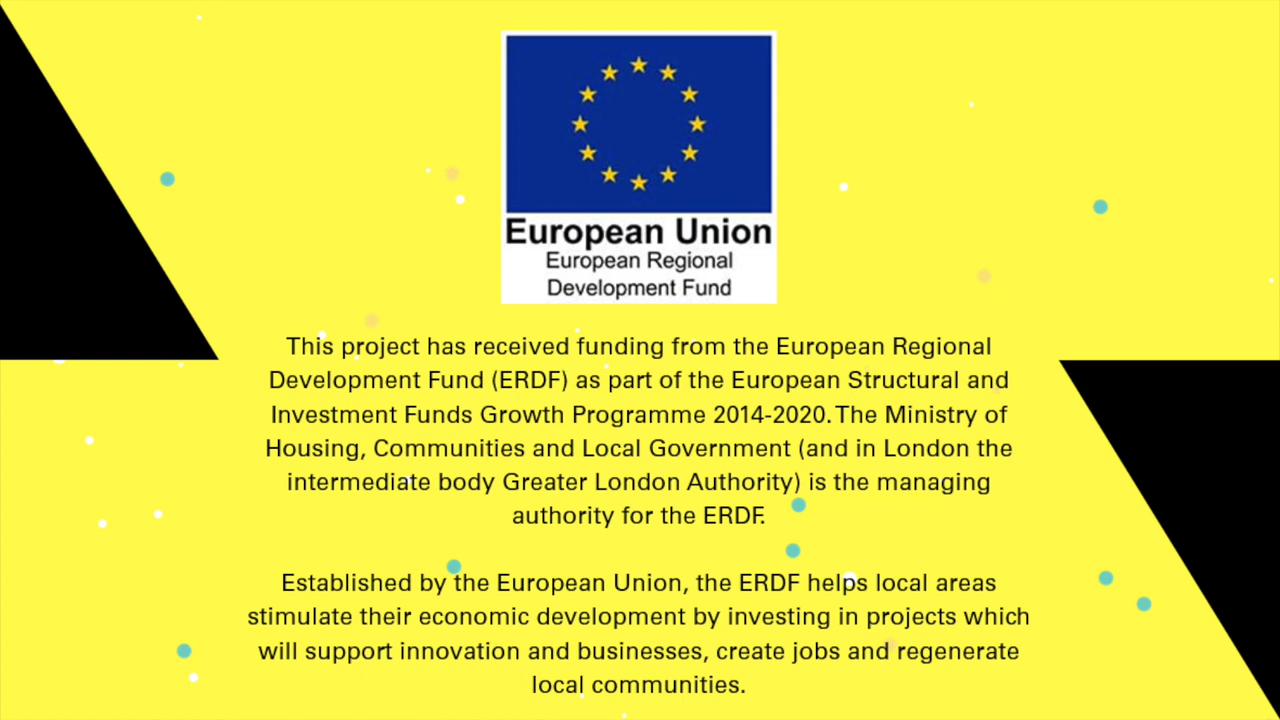 European Union
European Regional
Development Fund
This project has received funding from the European Regional
Development Fund (ERDF) as part of the European Structural and
Investment Funds Growth Programme 2014-2020. The Ministry of
Housing, Communities and Local Government (and in London the
intermediate body Greater London Authority) is the managing
authority for the ERDF.
Established by the European Union, the ERDF helps local areas
stimulate their economic development by investing in projects which
will support innovation and businesses, create jobs and regenerate
local communities.